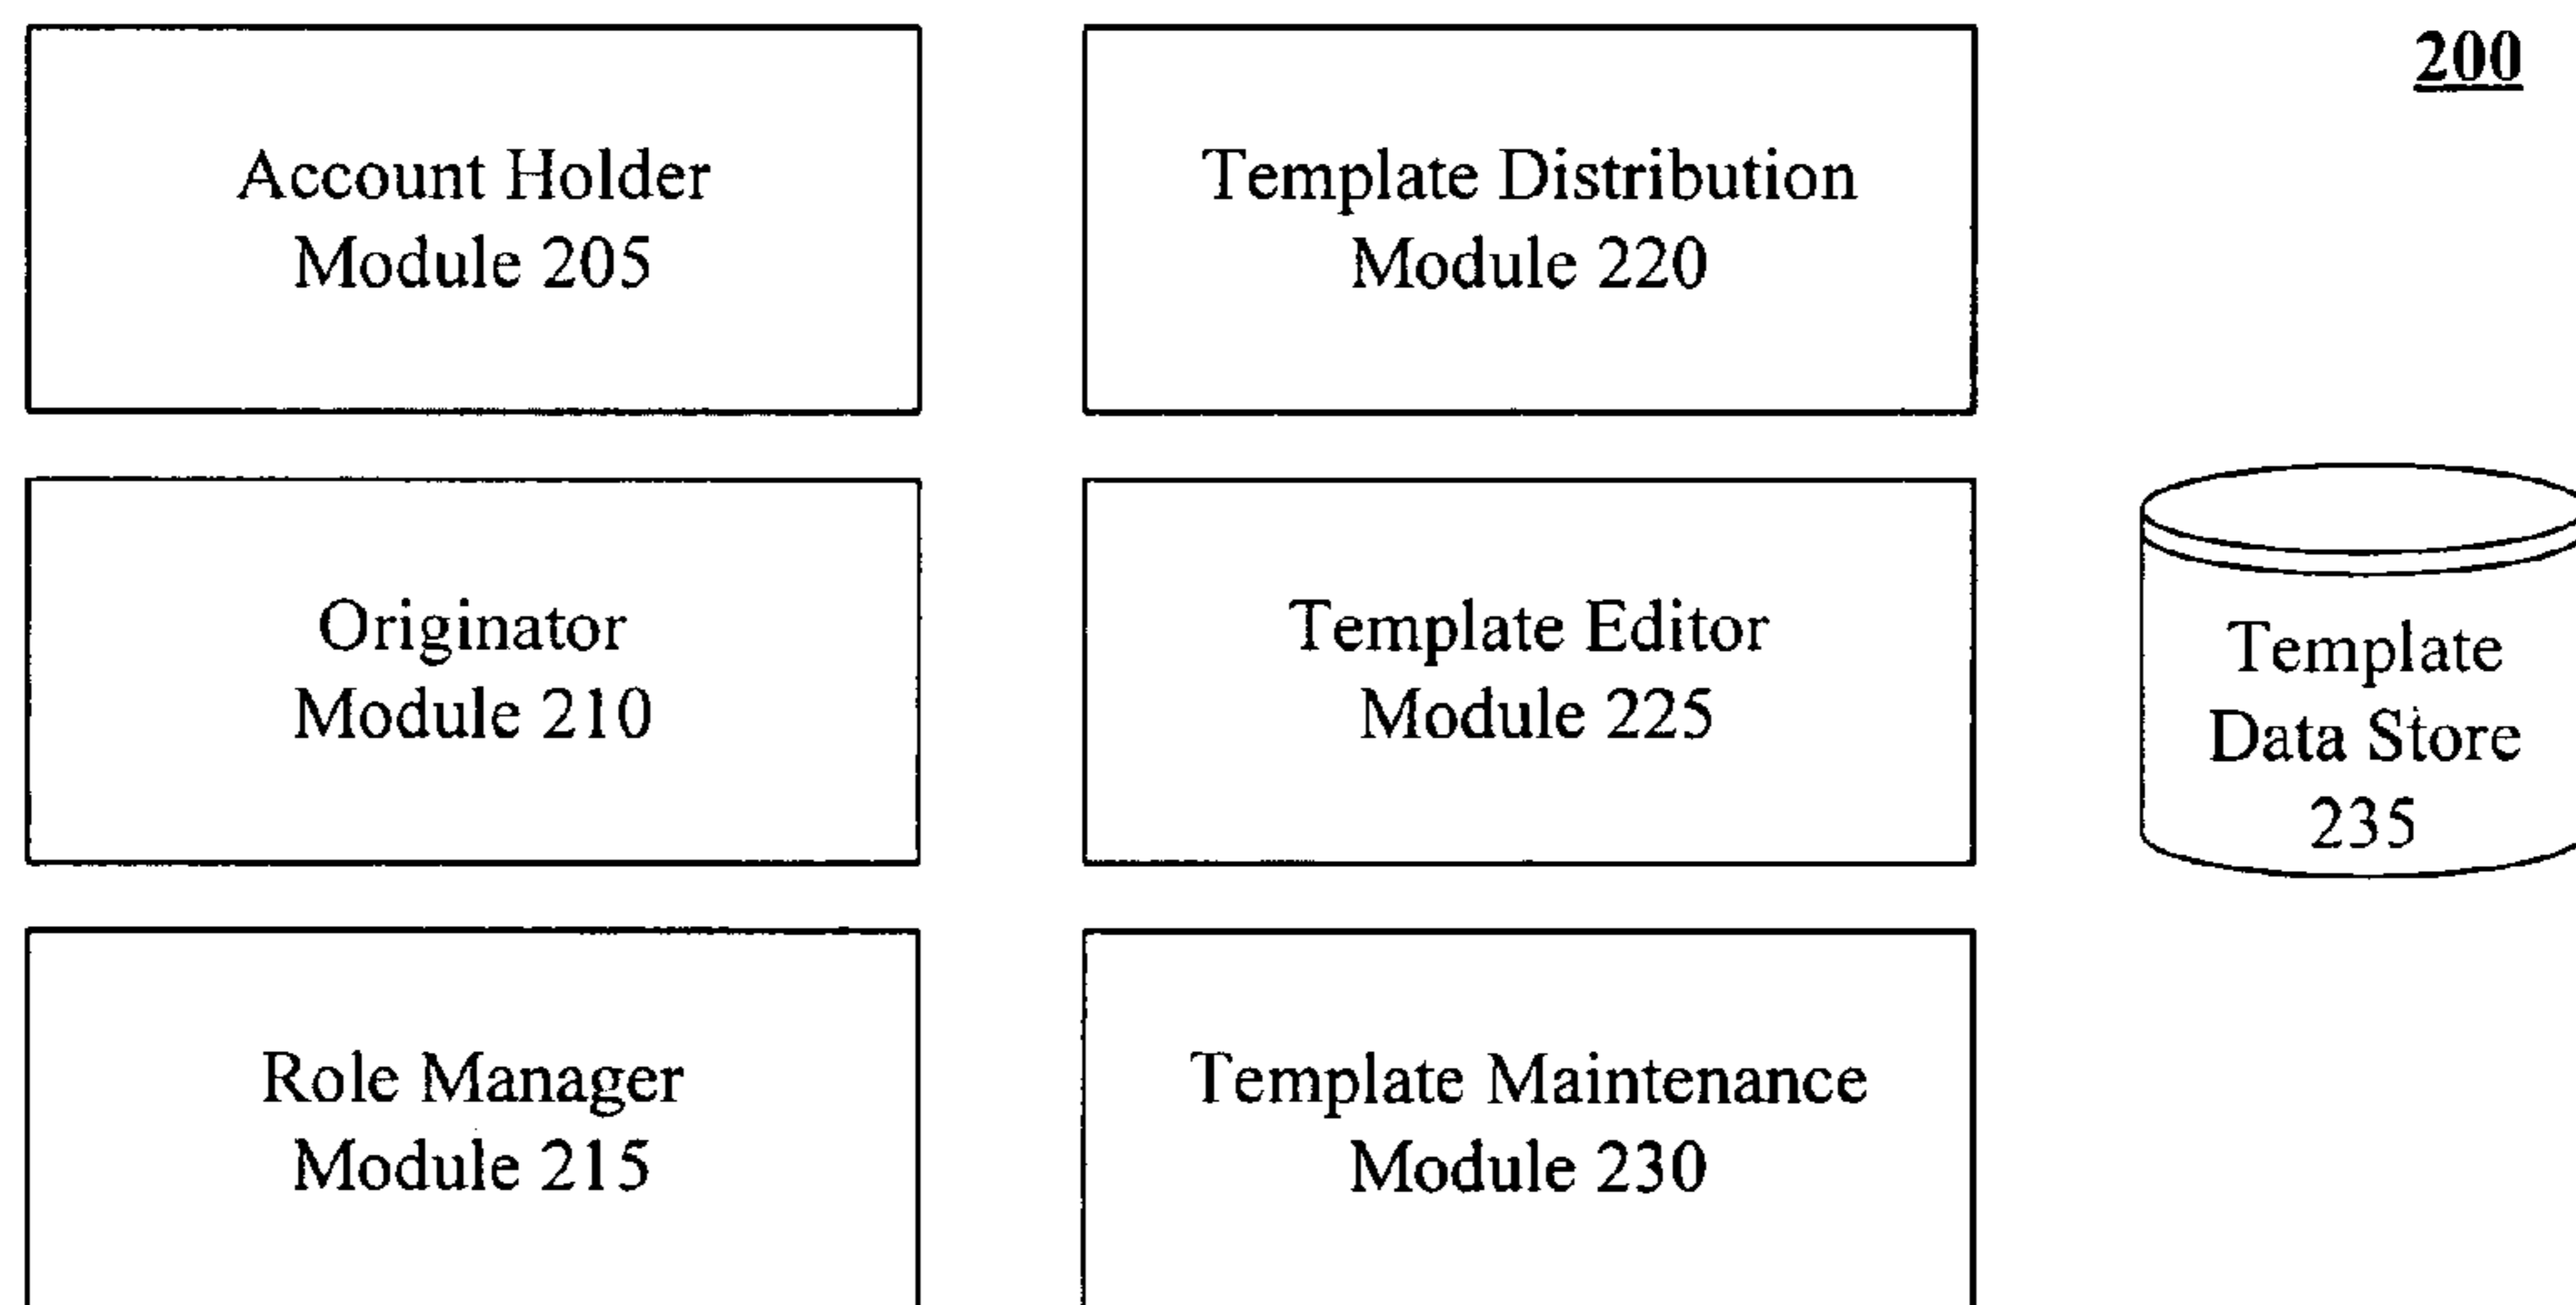 200
Account Holder
Module 205
Template Distribution
Module 220
Originator
Module 210
Template Editor
Module 225
Template
Data Store
235
Role Manager
Module 215
Template Maintenance
Module 230